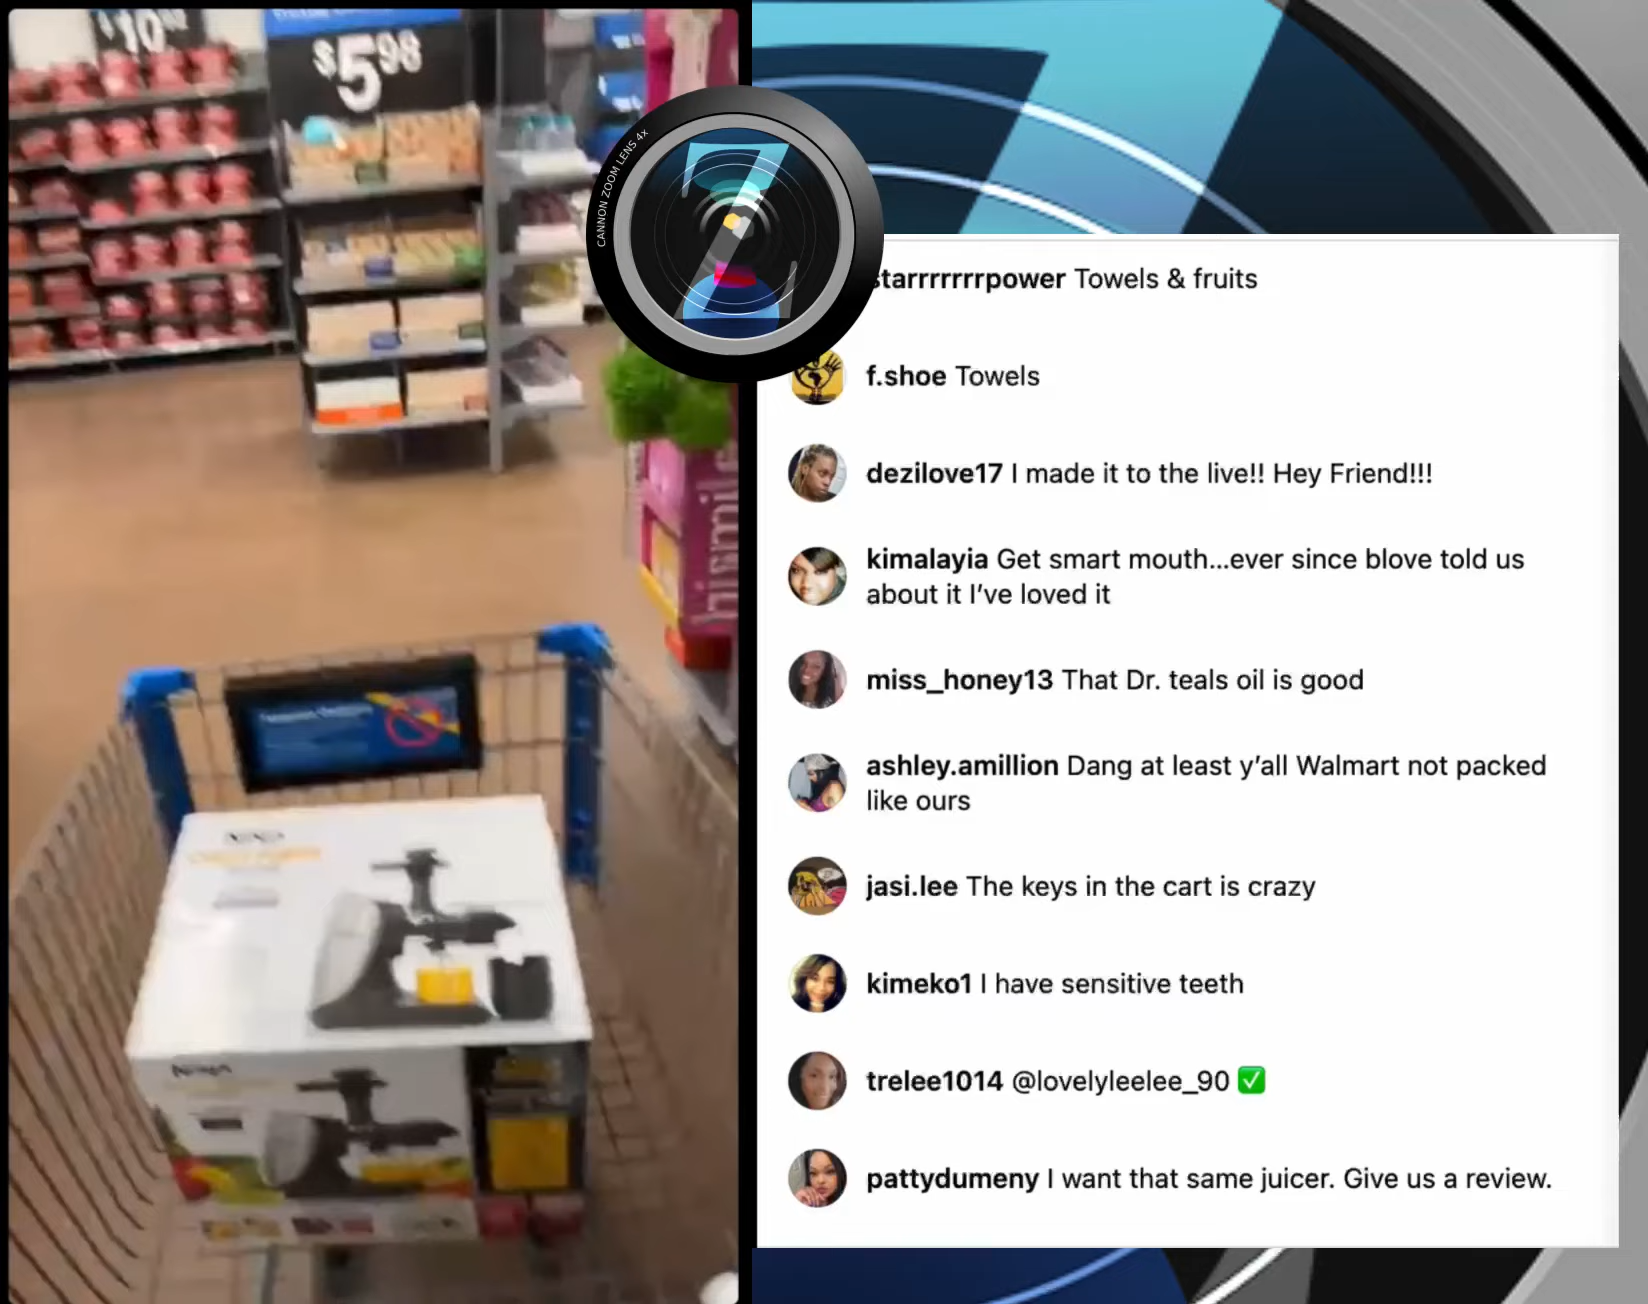 $10
$5 98
CANNON ZOOM LENS 4x
Z
hismile
NINJA
Ninja
starrrrrrrpower Towels & fruits
f.shoe Towels
dezilove17 I made it to the live!! Hey Friend!!!
kimalayia Get smart mouth...ever since blove told us
about it I've loved it
miss_honey13 That Dr. teals oil is good
ashley.amillion Dang at least y'all Walmart not packed
like ours
jasi.lee The keys in the cart is crazy
kimeko1 I have sensitive teeth
trelee1014 @lovelyleelee_90 ✅
pattydumeny I want that same juicer. Give us a review.